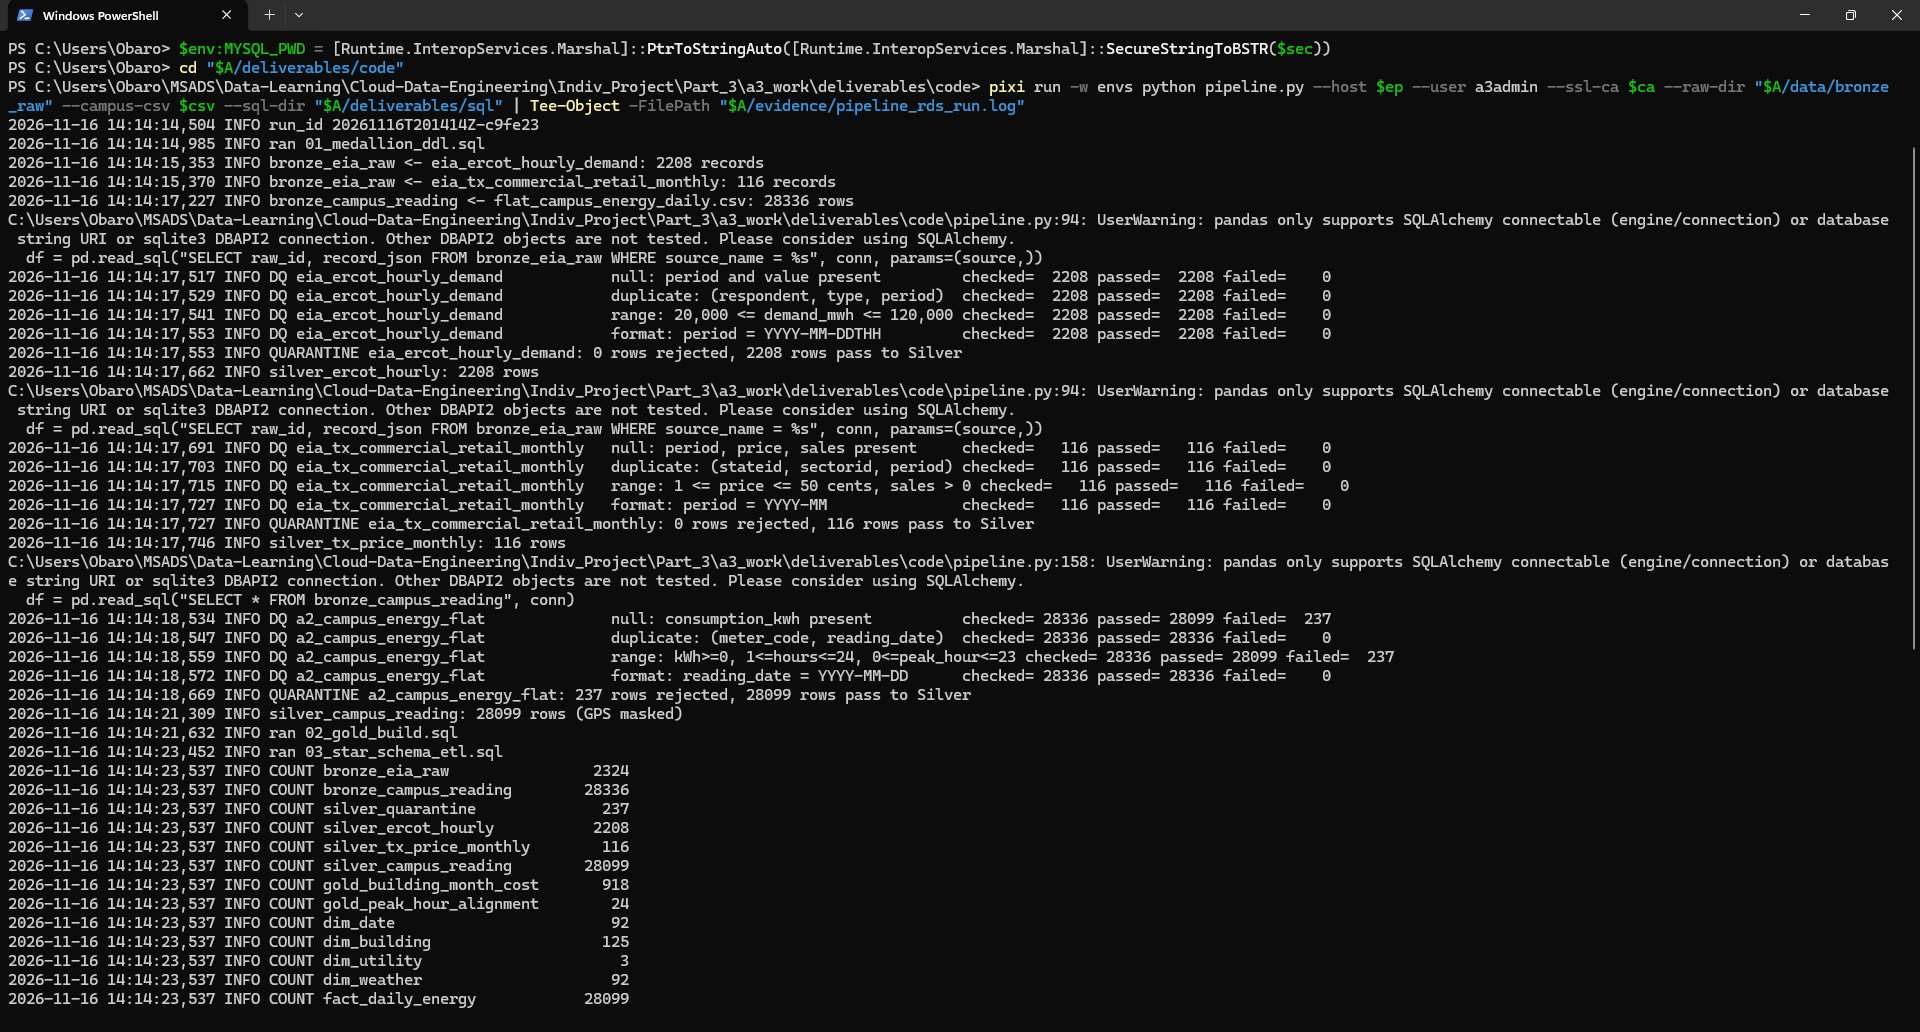 Windows PowerShell
PS C:\Users\Obaro> $env:MYSQL_PWD = [Runtime.InteropServices.Marshal]::PtrToStringAuto([Runtime.InteropServices.Marshal]::SecureStringToBSTR($sec))
PS C:\Users\Obaro> cd "$A/deliverables/code"
PS C:\Users\Obaro\MSADS\Data-Learning\Cloud-Data-Engineering\Indiv_Project\Part_3\a3_work\deliverables\code> pixi run -w envs python pipeline.py --host $ep --user a3admin --ssl-ca $ca --raw-dir "$A/data/bronze
_raw" --campus-csv $csv --sql-dir "$A/deliverables/sql" | Tee-Object -FilePath "$A/evidence/pipeline_rds_run.log"
2026-11-16 14:14:14,504 INFO run_id 20261116T201414Z-c9fe23
2026-11-16 14:14:14,985 INFO ran 01_medallion_ddl.sql
2026-11-16 14:14:15,353 INFO bronze_eia_raw <- eia_ercot_hourly_demand: 2208 records
2026-11-16 14:14:15,370 INFO bronze_eia_raw <- eia_tx_commercial_retail_monthly: 116 records
2026-11-16 14:14:17,227 INFO bronze_campus_reading <- flat_campus_energy_daily.csv: 28336 rows
C:\Users\Obaro\MSADS\Data-Learning\Cloud-Data-Engineering\Indiv_Project\Part_3\a3_work\deliverables\code\pipeline.py:94: UserWarning: pandas only supports SQLAlchemy connectable (engine/connection) or database
 string URI or sqlite3 DBAPI2 connection. Other DBAPI2 objects are not tested. Please consider using SQLAlchemy.
  df = pd.read_sql("SELECT raw_id, record_json FROM bronze_eia_raw WHERE source_name = %s", conn, params=(source,))
2026-11-16 14:14:17,517 INFO DQ eia_ercot_hourly_demand            null: period and value present         checked=  2208 passed=  2208 failed=    0
2026-11-16 14:14:17,529 INFO DQ eia_ercot_hourly_demand            duplicate: (respondent, type, period)  checked=  2208 passed=  2208 failed=    0
2026-11-16 14:14:17,541 INFO DQ eia_ercot_hourly_demand            range: 20,000 <= demand_mwh <= 120,000 checked=  2208 passed=  2208 failed=    0
2026-11-16 14:14:17,553 INFO DQ eia_ercot_hourly_demand            format: period = YYYY-MM-DDTHH         checked=  2208 passed=  2208 failed=    0
2026-11-16 14:14:17,553 INFO QUARANTINE eia_ercot_hourly_demand: 0 rows rejected, 2208 rows pass to Silver
2026-11-16 14:14:17,662 INFO silver_ercot_hourly: 2208 rows
C:\Users\Obaro\MSADS\Data-Learning\Cloud-Data-Engineering\Indiv_Project\Part_3\a3_work\deliverables\code\pipeline.py:94: UserWarning: pandas only supports SQLAlchemy connectable (engine/connection) or database
 string URI or sqlite3 DBAPI2 connection. Other DBAPI2 objects are not tested. Please consider using SQLAlchemy.
  df = pd.read_sql("SELECT raw_id, record_json FROM bronze_eia_raw WHERE source_name = %s", conn, params=(source,))
2026-11-16 14:14:17,691 INFO DQ eia_tx_commercial_retail_monthly   null: period, price, sales present     checked=   116 passed=   116 failed=    0
2026-11-16 14:14:17,703 INFO DQ eia_tx_commercial_retail_monthly   duplicate: (stateid, sectorid, period) checked=   116 passed=   116 failed=    0
2026-11-16 14:14:17,715 INFO DQ eia_tx_commercial_retail_monthly   range: 1 <= price <= 50 cents, sales > 0 checked=   116 passed=   116 failed=    0
2026-11-16 14:14:17,727 INFO DQ eia_tx_commercial_retail_monthly   format: period = YYYY-MM               checked=   116 passed=   116 failed=    0
2026-11-16 14:14:17,727 INFO QUARANTINE eia_tx_commercial_retail_monthly: 0 rows rejected, 116 rows pass to Silver
2026-11-16 14:14:17,746 INFO silver_tx_price_monthly: 116 rows
C:\Users\Obaro\MSADS\Data-Learning\Cloud-Data-Engineering\Indiv_Project\Part_3\a3_work\deliverables\code\pipeline.py:158: UserWarning: pandas only supports SQLAlchemy connectable (engine/connection) or databas
e string URI or sqlite3 DBAPI2 connection. Other DBAPI2 objects are not tested. Please consider using SQLAlchemy.
  df = pd.read_sql("SELECT * FROM bronze_campus_reading", conn)
2026-11-16 14:14:18,534 INFO DQ a2_campus_energy_flat              null: consumption_kwh present          checked= 28336 passed= 28099 failed=  237
2026-11-16 14:14:18,547 INFO DQ a2_campus_energy_flat              duplicate: (meter_code, reading_date)  checked= 28336 passed= 28336 failed=    0
2026-11-16 14:14:18,559 INFO DQ a2_campus_energy_flat              range: kWh>=0, 1<=hours<=24, 0<=peak_hour<=23 checked= 28336 passed= 28099 failed=  237
2026-11-16 14:14:18,572 INFO DQ a2_campus_energy_flat              format: reading_date = YYYY-MM-DD      checked= 28336 passed= 28336 failed=    0
2026-11-16 14:14:18,669 INFO QUARANTINE a2_campus_energy_flat: 237 rows rejected, 28099 rows pass to Silver
2026-11-16 14:14:21,309 INFO silver_campus_reading: 28099 rows (GPS masked)
2026-11-16 14:14:21,632 INFO ran 02_gold_build.sql
2026-11-16 14:14:23,452 INFO ran 03_star_schema_etl.sql
2026-11-16 14:14:23,537 INFO COUNT bronze_eia_raw                2324
2026-11-16 14:14:23,537 INFO COUNT bronze_campus_reading        28336
2026-11-16 14:14:23,537 INFO COUNT silver_quarantine              237
2026-11-16 14:14:23,537 INFO COUNT silver_ercot_hourly           2208
2026-11-16 14:14:23,537 INFO COUNT silver_tx_price_monthly        116
2026-11-16 14:14:23,537 INFO COUNT silver_campus_reading        28099
2026-11-16 14:14:23,537 INFO COUNT gold_building_month_cost       918
2026-11-16 14:14:23,537 INFO COUNT gold_peak_hour_alignment        24
2026-11-16 14:14:23,537 INFO COUNT dim_date                        92
2026-11-16 14:14:23,537 INFO COUNT dim_building                   125
2026-11-16 14:14:23,537 INFO COUNT dim_utility                      3
2026-11-16 14:14:23,537 INFO COUNT dim_weather                     92
2026-11-16 14:14:23,537 INFO COUNT fact_daily_energy            28099